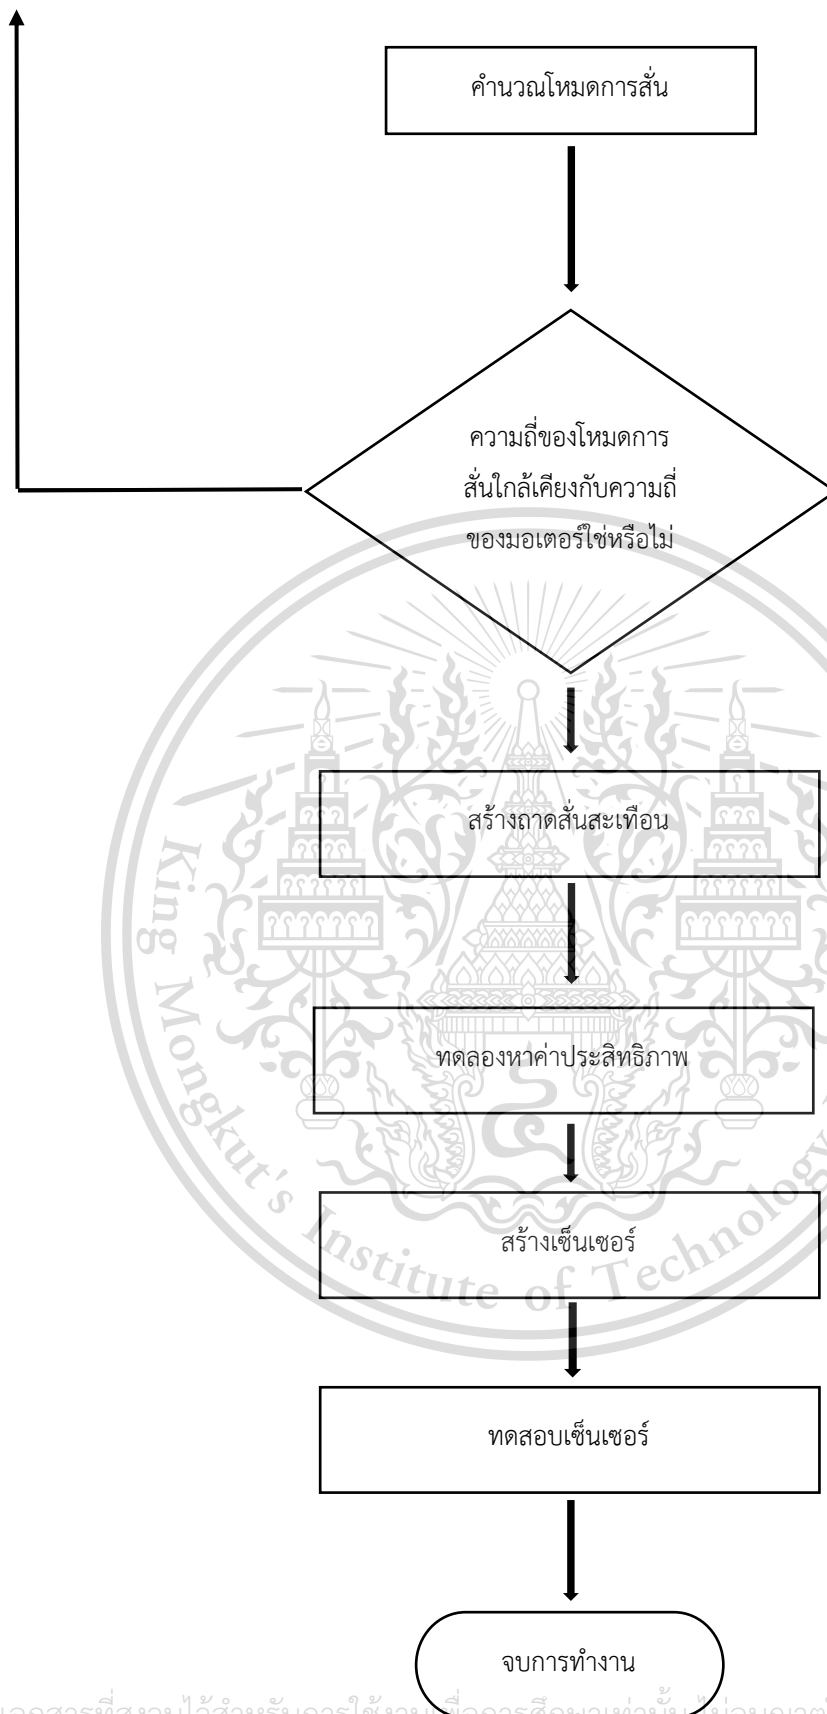 คำนวณโหมดการสั่น
ความถี่ของโหมดการ
สั่นใกล้เคียงกับความถี่
ของมอเตอร์ใช่หรือไม่
สร้างถาดสั่นสะเทือน
ทดลองหาค่าประสิทธิภาพ
สร้างเซ็นเซอร์
ทดสอบเซ็นเซอร์
จบการทำงาน
King Mongkut's Institute of Technology